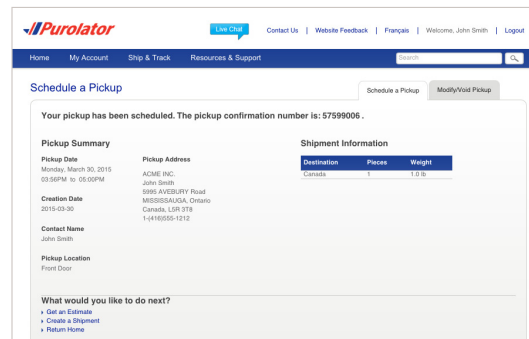 Purolator
Live Chat
Contact Us | Website Feedback | Français | Welcome, John Smith | Logout
Home My Account Ship & Track Resources & Support
Search
Schedule a Pickup
Schedule a Pickup Modify/Void Pickup
Your pickup has been scheduled. The pickup confirmation number is: 57599006 .
Pickup Summary
Pickup Date
Monday, March 30, 2015
03:56PM to 05:00PM
Creation Date
2015-03-30
Contact Name
John Smith
Pickup Location
Front Door
Pickup Address
ACME INC.
John Smith
5995 AVEBURY Road
MISSISSAUGA, Ontario
Canada, L5R 3T8
1-(416)555-1212
Shipment Information
Destination Pieces Weight
Canada 1 1.0 lb
What would you like to do next?
Get an Estimate
Create a Shipment
Return Home